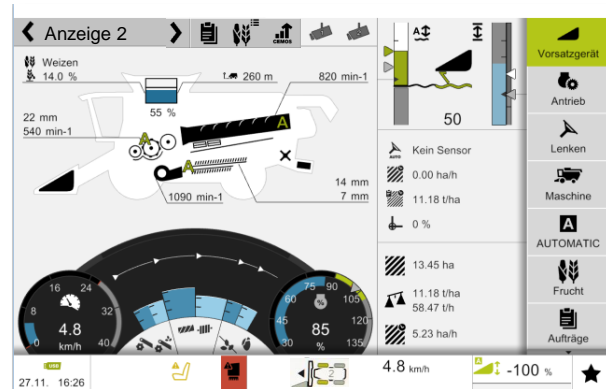 Anzeige 2
CEMOS
Weizen
14.0 %
260 m
820 min-1
55 %
22 mm
540 min-1
A
A
A
1090 min-1
14 mm
7 mm
A
50
AUTO
Kein Sensor
0.00 ha/h
11.18 t/ha
0 %
13.45 ha
11.18 t/ha
58.47 t/h
5.23 ha/h
0
8
16
24
32
40
4.8
km/h
30
45
60
75
90
105
120
135
%
85
%
Vorsatzgerät
Antrieb
Lenken
Maschine
A
AUTOMATIC
Frucht
Aufträge
USB
27.11. 16:26
2
4.8 km/h
A
-100 %